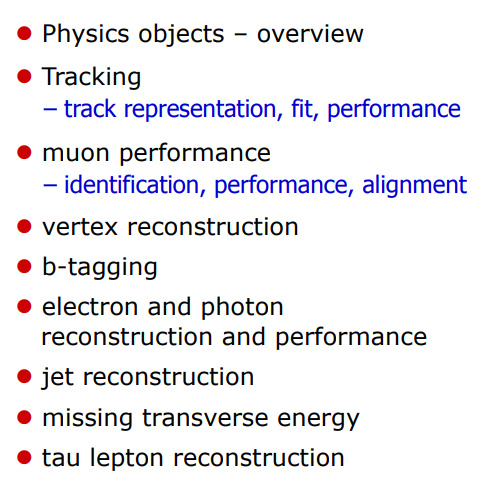 ● Physics objects – overview
● Tracking
– track representation, fit, performance
● muon performance
– identification, performance, alignment
● vertex reconstruction
● b-tagging
● electron and photon
reconstruction and performance
● jet reconstruction
● missing transverse energy
● tau lepton reconstruction